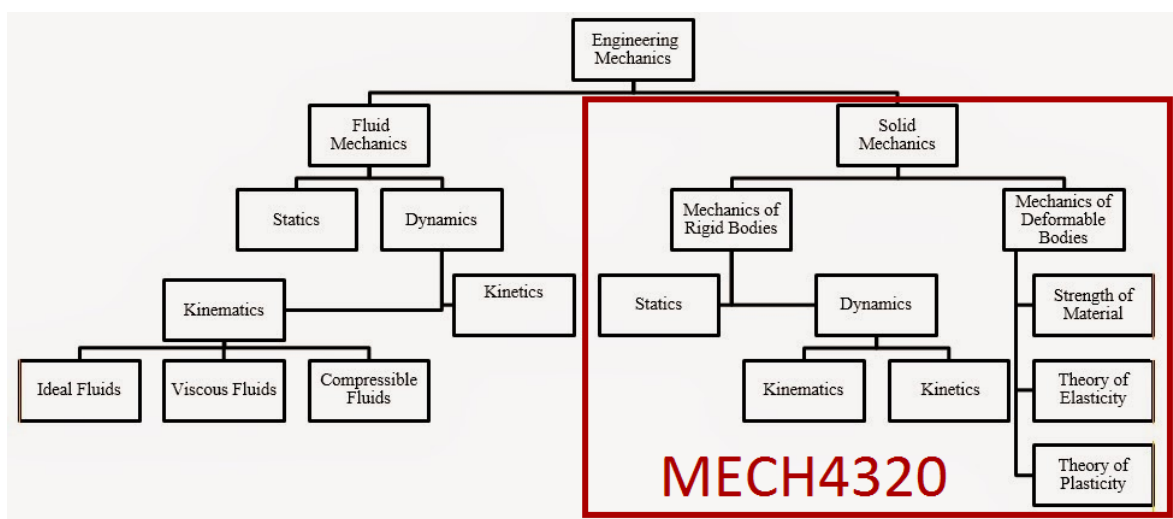 Engineering
Mechanics
Fluid
Mechanics
Solid
Mechanics
Statics
Dynamics
Mechanics of
Rigid Bodies
Mechanics of
Deformable
Bodies
Kinematics
Kinetics
Statics
Dynamics
Strength of
Material
Ideal Fluids
Viscous Fluids
Compressible
Fluids
Kinematics
Kinetics
Theory of
Elasticity
Theory of
Plasticity
MECH4320